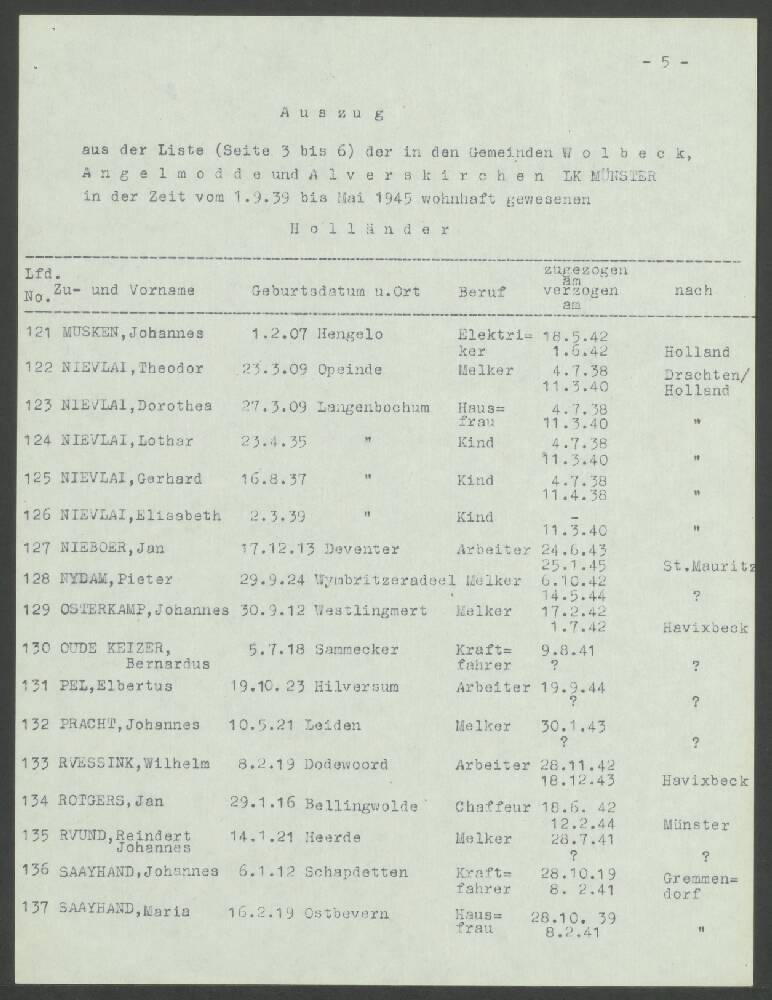 - 5 -
A u s z u g
aus der Liste (Seite 3 bis 6) der in den Gemeinden W o l b e c k,
A n g e l m o d d e und A l v e r s k i r c h e n LK MÜNSTER
in der Zeit vom 1.9.39 bis Mai 1945 wohnhaft gewesenen
H o l l ä n d e r
Lfd. zugezogen
am
No. Zu- und Vorname Geburtsdatum u.Ort Beruf verzogen nach
am
121 MUSKEN,Johannes 1.2.07 Hengelo Elektri= 18.5.42
ker 1.6.42 Holland
122 NIEVLAI,Theodor 23.3.09 Opeinde Melker 4.7.38 Drachten/
11.3.40 Holland
123 NIEVLAI,Dorothea 27.3.09 Langenbochum Haus= 4.7.38
frau 11.3.40 "
124 NIEVLAI,Lothar 23.4.35 " Kind 4.7.38
11.3.40 "
125 NIEVLAI,Gerhard 16.8.37 " Kind 4.7.38
11.4.38 "
126 NIEVLAI,Elisabeth 2.3.39 " Kind -
11.3.40 "
127 NIEBOER,Jan 17.12.13 Deventer Arbeiter 24.6.43
25.1.45 St.Mauritz
128 NYDAM,Pieter 29.9.24 Wymbritzeradeel Melker 6.10.42
14.5.44 ?
129 OSTERKAMP,Johannes 30.9.12 Westlingmert Melker 17.2.42
1.7.42 Havixbeck
130 OUDE KEIZER, 5.7.18 Sammecker Kraft= 9.8.41
Bernardus fahrer ? ?
131 PEL,Elbertus 19.10.23 Hilversum Arbeiter 19.9.44
? ?
132 PRACHT,Johannes 10.5.21 Leiden Melker 30.1.43
? ?
133 RVESSINK,Wilhelm 8.2.19 Dodewoord Arbeiter 28.11.42
18.12.43 Havixbeck
134 ROTGERS,Jan 29.1.16 Bellingwolde Chaffeur 18.6. 42
12.2.44 Münster
135 RVUND,Reindert 14.1.21 Heerde Melker 28.7.41
Johannes ? ?
136 SAAYHAND,Johannes 6.1.12 Schapdetten Kraft= 28.10.19 Gremmen=
fahrer 8. 2.41 dorf
137 SAAYHAND,Maria 16.2.19 Ostbevern Haus= 28.10. 39
frau 8.2.41 "